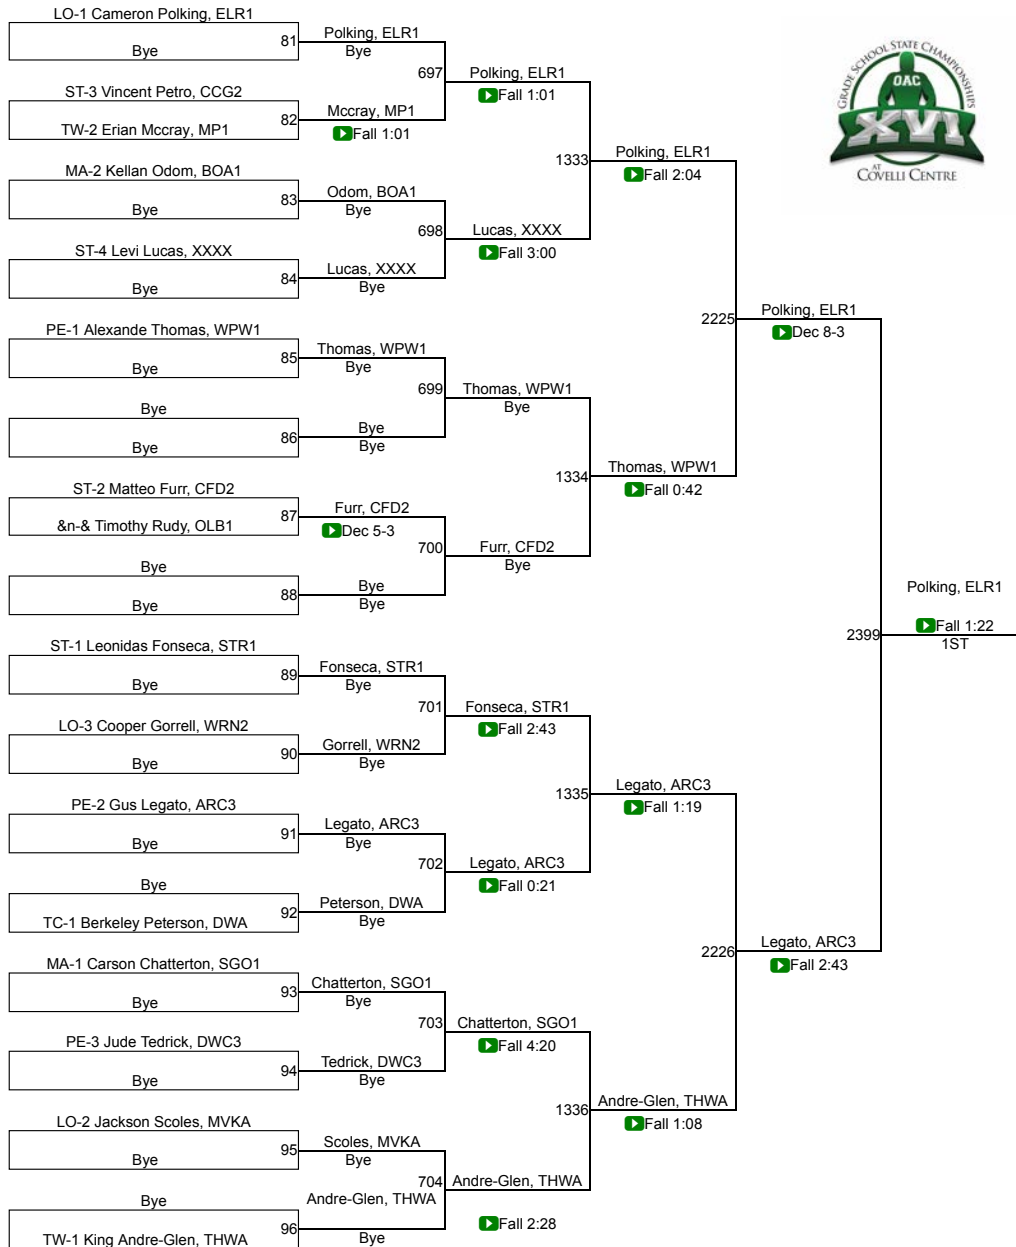 LO-1 Cameron Polking, ELR1
Bye
81
ST-3 Vincent Petro, CCG2
TW-2 Erian Mccray, MP1
82
MA-2 Kellan Odom, BOA1
Bye
83
ST-4 Levi Lucas, XXXX
Bye
84
PE-1 Alexande Thomas, WPW1
Bye
85
Bye
Bye
86
ST-2 Matteo Furr, CFD2
&n-& Timothy Rudy, OLB1
87
Bye
Bye
88
ST-1 Leonidas Fonseca, STR1
Bye
89
LO-3 Cooper Gorrell, WRN2
Bye
90
PE-2 Gus Legato, ARC3
Bye
91
Bye
TC-1 Berkeley Peterson, DWA
92
MA-1 Carson Chatterton, SGO1
Bye
93
PE-3 Jude Tedrick, DWC3
Bye
94
LO-2 Jackson Scoles, MVKA
Bye
95
Bye
TW-1 King Andre-Glen, THWA
96
Polking, ELR1
Bye
697
Mccray, MP1
Fall 1:01
Odom, BOA1
Bye
698
Lucas, XXXX
Bye
Thomas, WPW1
Bye
699
Bye
Bye
Furr, CFD2
Dec 5-3
700
Bye
Bye
Fonseca, STR1
Bye
701
Gorrell, WRN2
Bye
Legato, ARC3
Bye
702
Peterson, DWA
Bye
Chatterton, SGO1
Bye
703
Tedrick, DWC3
Bye
Scoles, MVKA
Bye
704
Andre-Glen, THWA
Bye
Polking, ELR1
Fall 1:01
1333
Lucas, XXXX
Fall 3:00
Thomas, WPW1
Bye
1334
Furr, CFD2
Bye
Fonseca, STR1
Fall 2:43
1335
Legato, ARC3
Fall 0:21
Chatterton, SGO1
Fall 4:20
1336
Andre-Glen, THWA
Fall 2:28
Polking, ELR1
Fall 2:04
2225
Thomas, WPW1
Fall 0:42
Legato, ARC3
Fall 1:19
2226
Andre-Glen, THWA
Fall 1:08
Polking, ELR1
Dec 8-3
2399
Legato, ARC3
Fall 2:43
Polking, ELR1
Fall 1:22
1ST
GRADE SCHOOL STATE CHAMPIONSHIPS
OAC
XVI
AT
COVELLI CENTRE